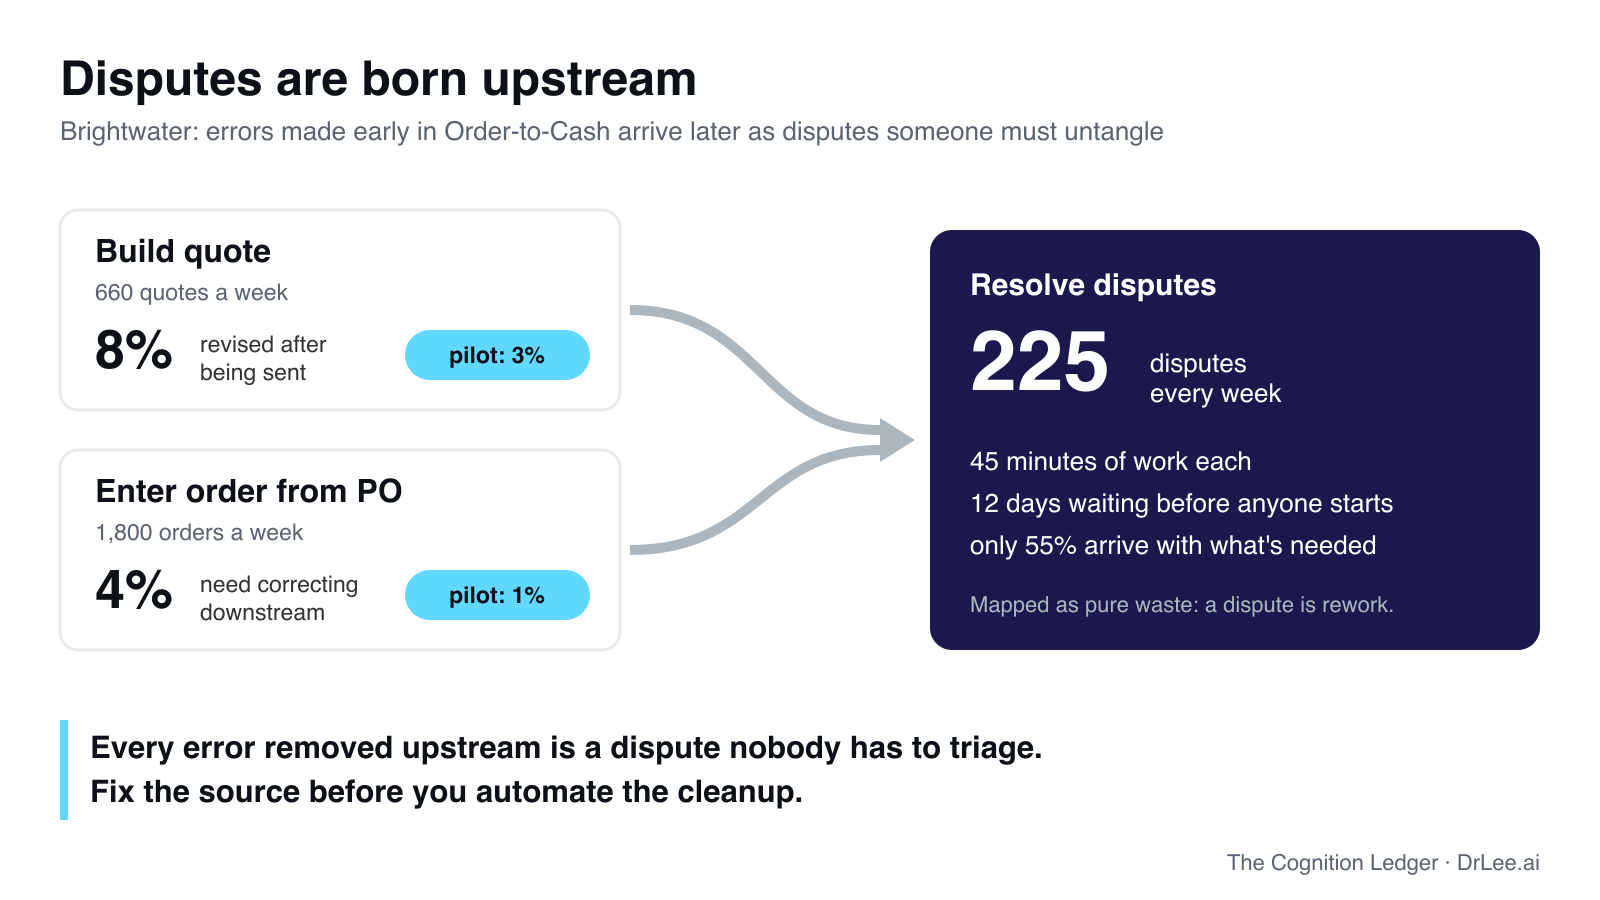 Disputes are born upstream
Brightwater: errors made early in Order-to-Cash arrive later as disputes someone must untangle
Build quote
660 quotes a week
8%
revised after
being sent
pilot: 3%
Enter order from PO
1,800 orders a week
4%
need correcting
downstream
pilot: 1%
Resolve disputes
225
disputes
every week
45 minutes of work each
12 days waiting before anyone starts
only 55% arrive with what's needed
Mapped as pure waste: a dispute is rework.
Every error removed upstream is a dispute nobody has to triage.
Fix the source before you automate the cleanup.
The Cognition Ledger · DrLee.ai